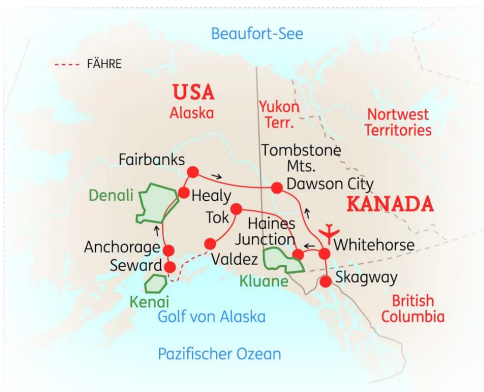 Beaufort-See
FÄHRE
USA
Alaska
Yukon
Terr.
Nortwest
Territories
Tombstone
Mts.
Fairbanks
Dawson City
Denali
Healy
Tok
KANADA
Haines
Junction
Whitehorse
Anchorage
Seward
Valdez
Kluane
Skagway
Kenai
British
Columbia
Golf von Alaska
Pazifischer Ozean